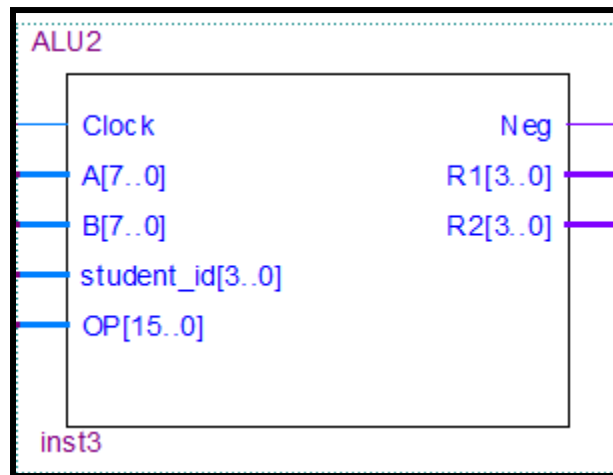 ALU2
Clock Neg
A[7..0] R1[3..0]
B[7..0] R2[3..0]
student_id[3..0]
OP[15..0]
inst3